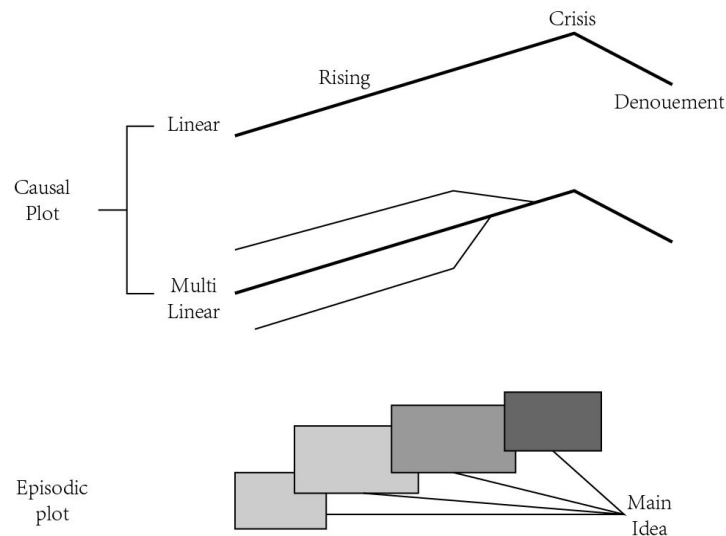 Crisis
Rising
Denouement
Linear
Causal
Plot
Multi
Linear
Episodic
plot
Main
Idea